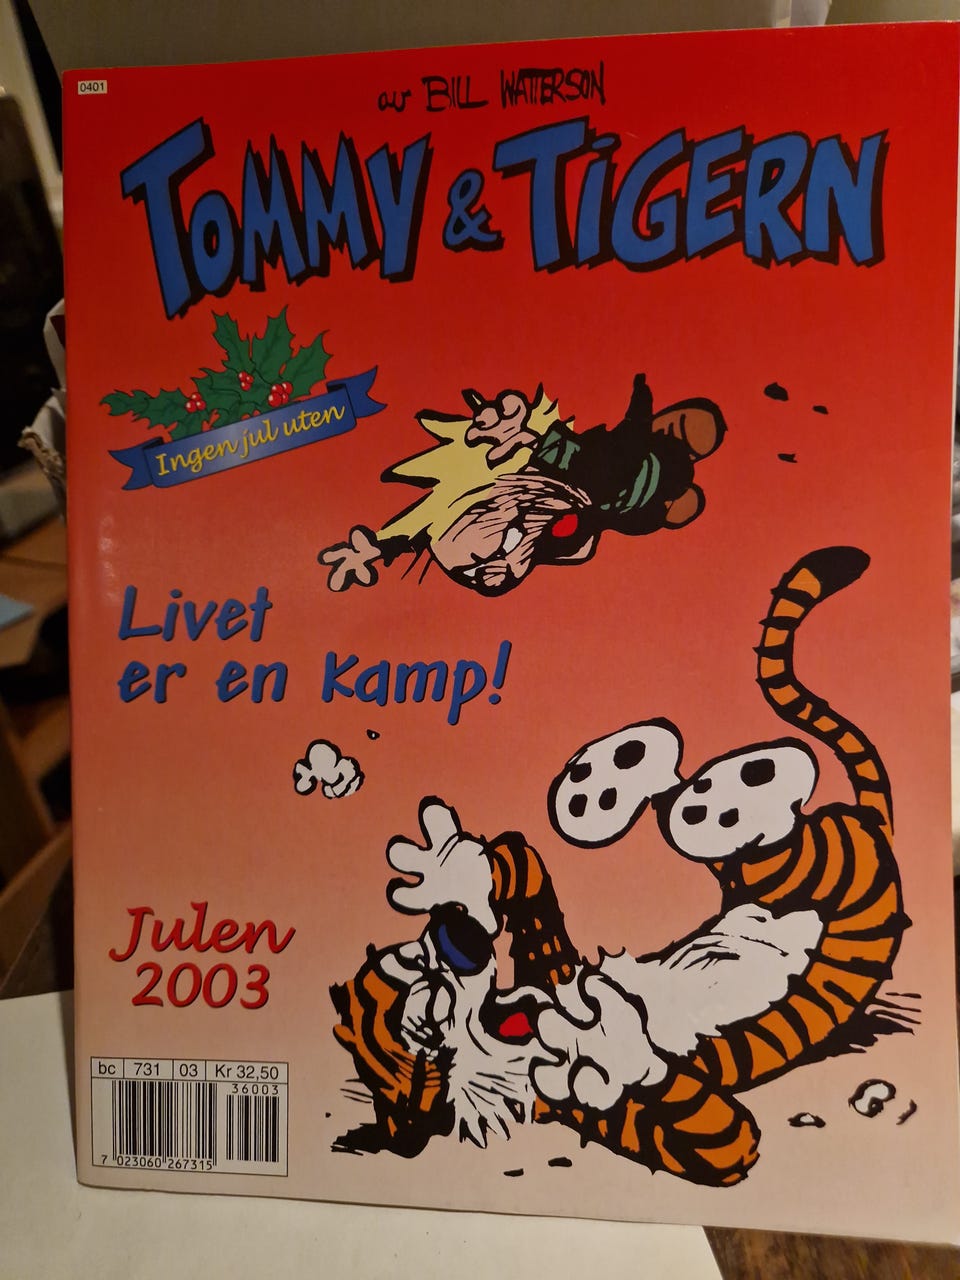 0401
av BILL WATTERSON
TOMMY & TIGERN
Ingen jul uten
Livet
er en kamp!
Julen
2003
bc 731 03 Kr 32,50
36003
7 023060 267315